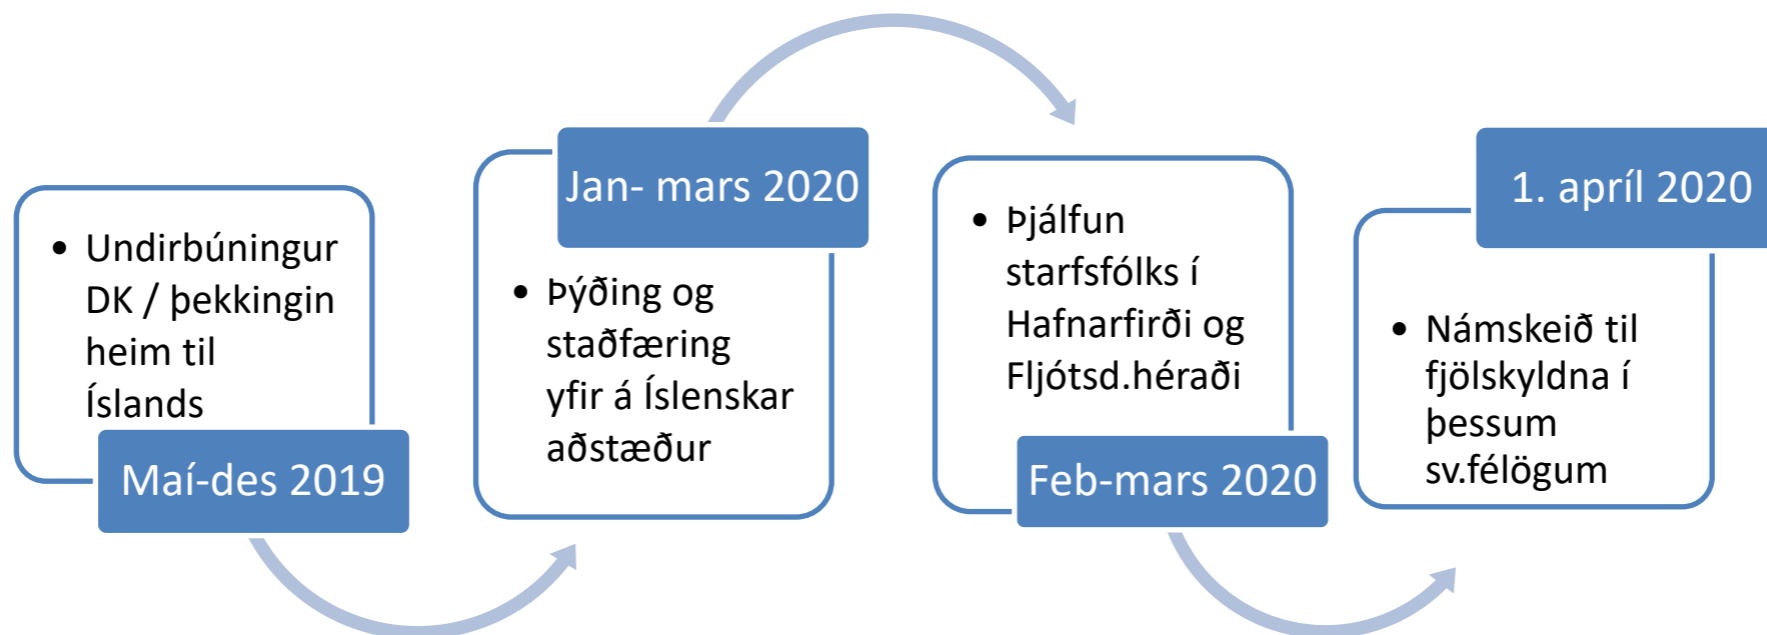 • Undirbúningur
DK / þekkingin
heim til
Íslands
Maí-des 2019
Jan- mars 2020
• Þýðing og
staðfæring
yfir á Íslenskar
aðstæður
• Þjálfun
starfsfólks í
Hafnarfirði og
Fljótsd.héraði
Feb-mars 2020
1. apríl 2020
• Námskeið til
fjölskyldna í
þessum
sv.félögum